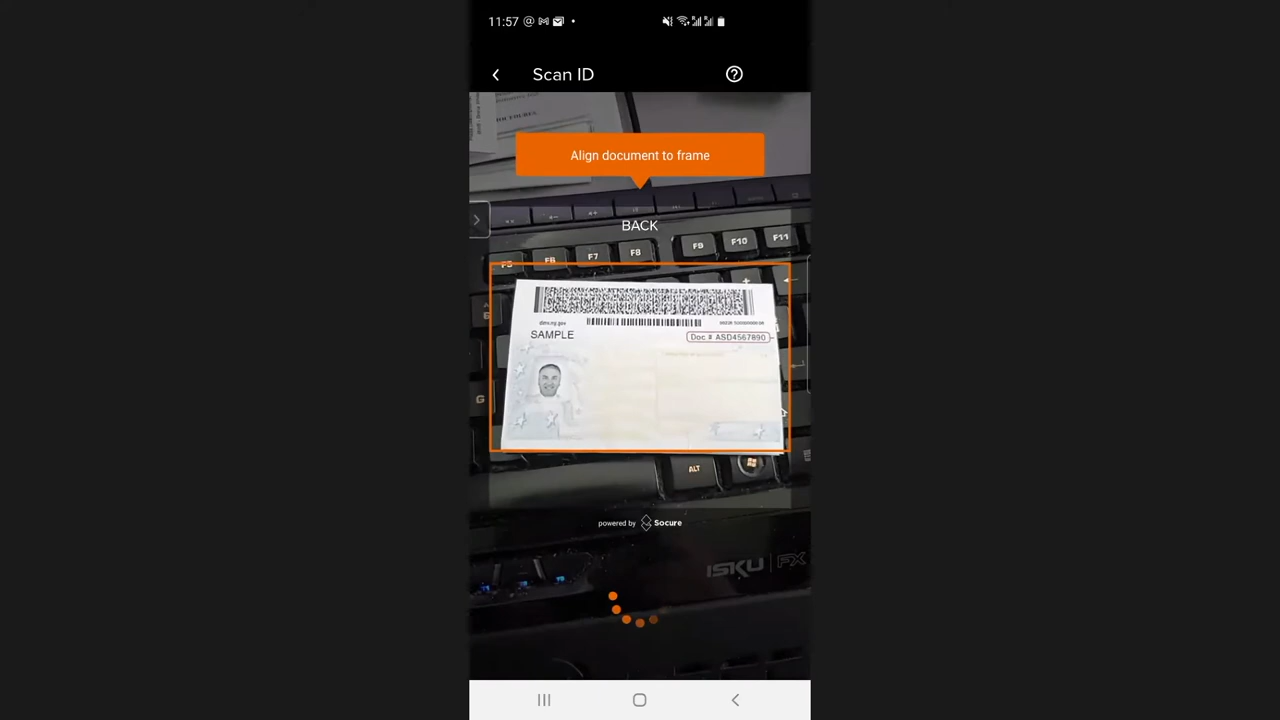 11:57
Scan ID
Align document to frame
BACK
F5 F6 F7 F8 F9 F10 F11
SAMPLE
Doc # ASD4567890
G
G
ALT
powered by Socure
ISKU FX